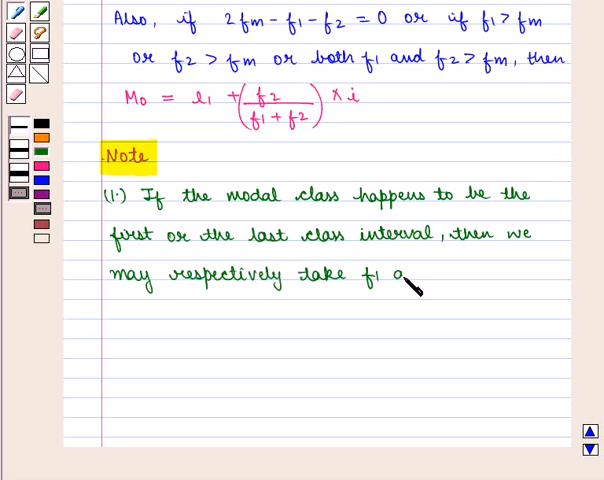 Also, if 2fm - f1 - f2 = 0 or if f1 > fm
or f2 > fm or both f1 and f2 > fm, then
Mo = l1 + (f2 / (f1 + f2)) × i
Note
(1.) If the modal class happens to be the
first or the last class interval, then we
may respectively take f1 o